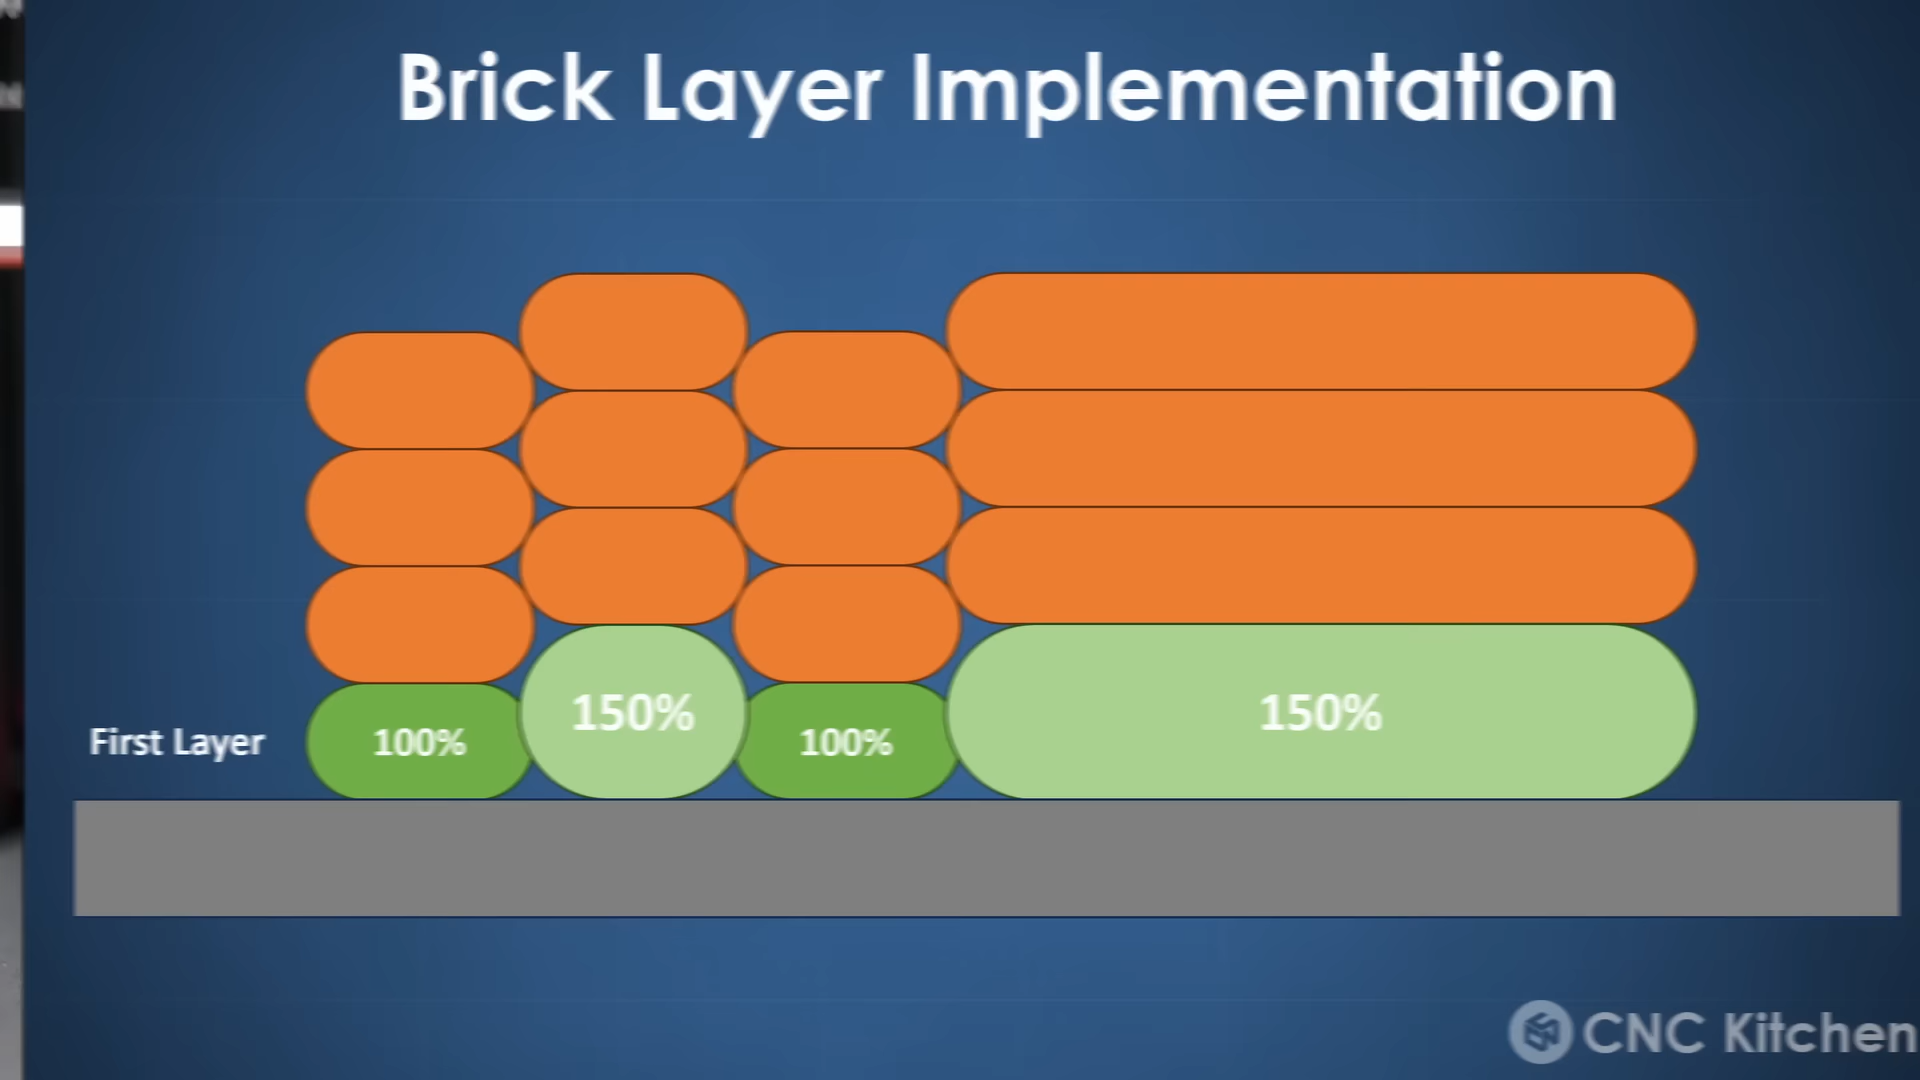 Brick Layer Implementation
150%
150%
First Layer
100%
100%
CNC Kitchen